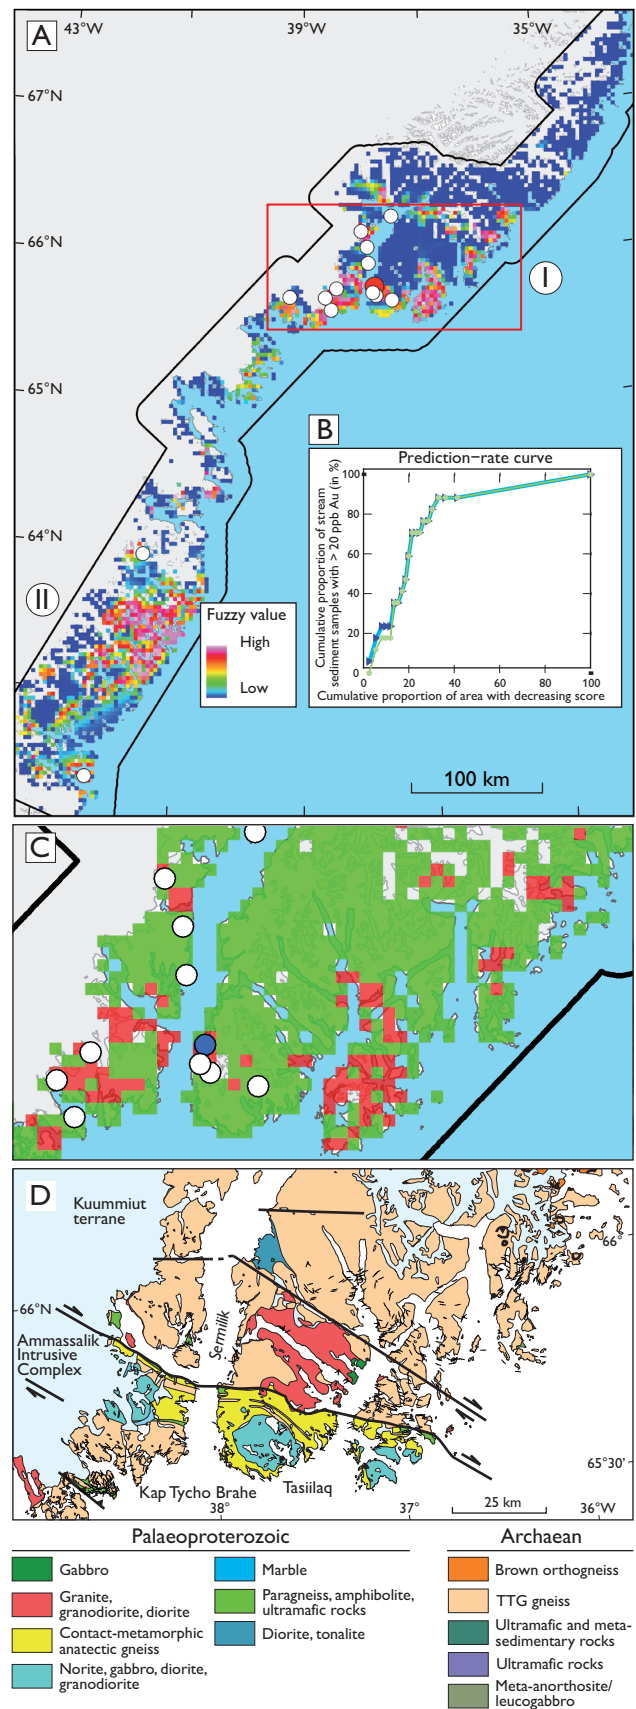 A
43°W
39°W
35°W
67°N
66°N
I
65°N
B
Prediction–rate curve
Cumulative proportion of stream
sediment samples with > 20 ppb Au (in %)
100
80
60
40
20
0
0
20
40
60
80
100
Cumulative proportion of area with decreasing score
64°N
II
Fuzzy value
High
Low
100 km
C
D
Kuummiut
terrane
66°
66°N
Sermilik
Ammassalik
Intrusive
Complex
65°30'
Kap Tycho Brahe
Tasiilaq
38°
37°
25 km
36°W
Palaeoproterozoic
Gabbro
Granite,
granodiorite, diorite
Contact-metamorphic
anatectic gneiss
Norite, gabbro, diorite,
granodiorite
Marble
Paragneiss, amphibolite,
ultramafic rocks
Diorite, tonalite
Archaean
Brown orthogneiss
TTG gneiss
Ultramafic and meta-
sedimentary rocks
Ultramafic rocks
Meta-anorthosite/
leucogabbro